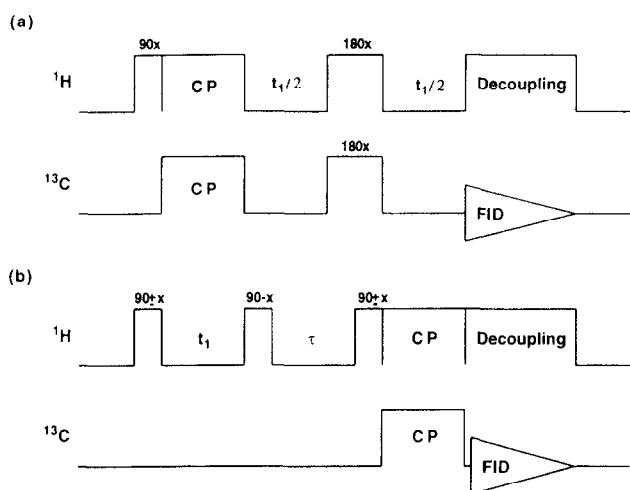 (a)
90x 180x
¹H CP t₁/2 t₁/2 Decoupling
180x
¹³C CP FID
(b)
90±x 90-x 90±x
¹H t₁ τ CP Decoupling
¹³C CP FID